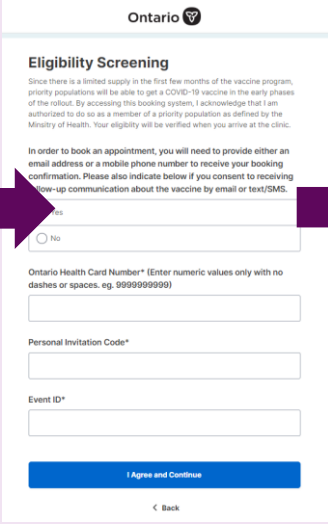 Ontario
Eligibility Screening
Since there is a limited supply in the first few months of the vaccine program,
priority populations will be able to get a COVID-19 vaccine in the early phases
of the rollout. By accessing this booking system, I acknowledge that I am
authorized to do so as a member of a priority population as defined by the
Minsitry of Health. Your eligiblity will be verified when you arrive at the clinic.
In order to book an appointment, you will need to provide either an
email address or a mobile phone number to receive your booking
confirmation. Please also indicate below if you consent to receiving
-up communication about the vaccine by email or text/SMS.
No
Ontario Health Card Number* (Enter numeric values only with no
dashes or spaces. eg. 9999999999)
Personal Invitation Code*
Event ID*
I Agree and Continue
Back